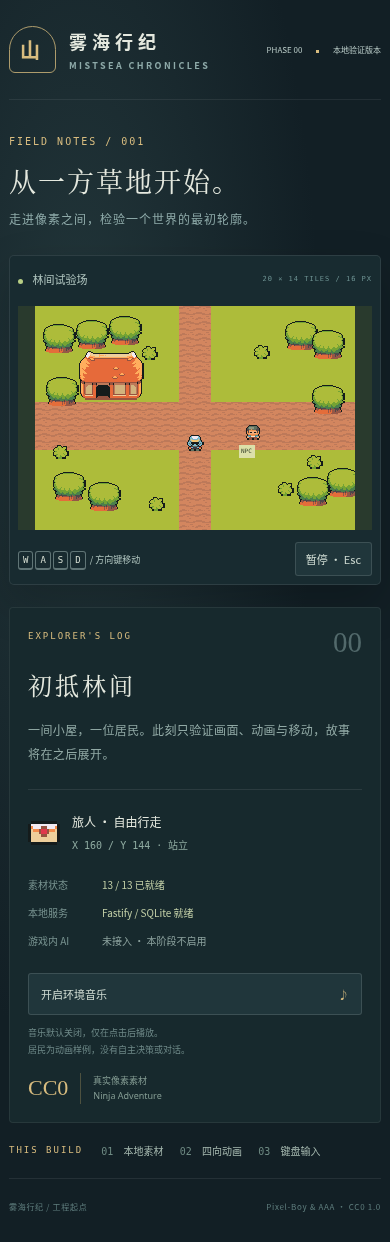 山
雾海行纪
MISTSEA CHRONICLES
PHASE 00 ▪ 本地验证版本
FIELD NOTES / 001
从一方草地开始。
走进像素之间，检验一个世界的最初轮廓。
林间试验场
20 × 14 TILES / 16 PX
NPC
W A S D / 方向键移动
暂停 · Esc
EXPLORER'S LOG
00
初抵林间
一间小屋，一位居民。此刻只验证画面、动画与移动，故事
将在之后展开。
旅人 · 自由行走
X 160 / Y 144 · 站立
素材状态 13 / 13 已就绪
本地服务 Fastify / SQLite 就绪
游戏内 AI 未接入 · 本阶段不启用
开启环境音乐 ♪
音乐默认关闭，仅在点击后播放。
居民为动画样例，没有自主决策或对话。
CC0
真实像素素材
Ninja Adventure
THIS BUILD 01 本地素材 02 四向动画 03 键盘输入
雾海行纪 / 工程起点
Pixel-Boy & AAA · CC0 1.0